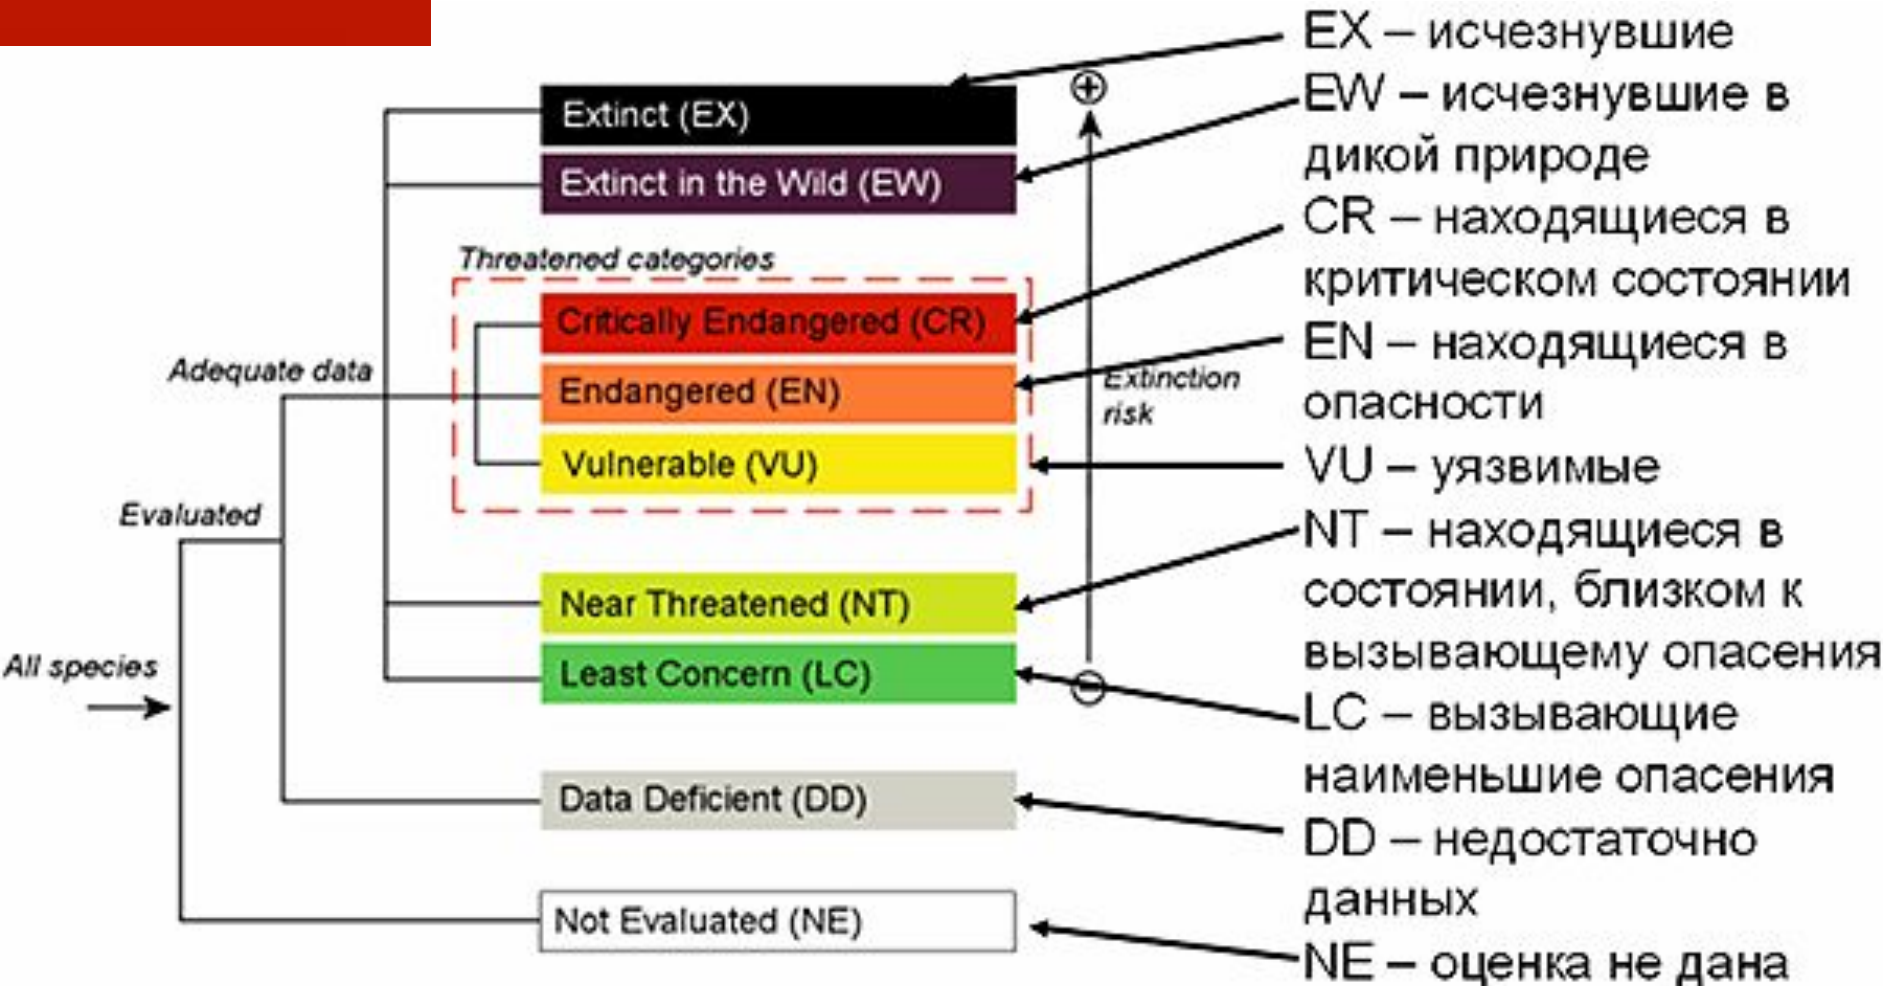 Extinct (EX)
Extinct in the Wild (EW)
Threatened categories
Critically Endangered (CR)
Adequate data
Endangered (EN)
Extinction
risk
Vulnerable (VU)
Evaluated
Near Threatened (NT)
All species
Least Concern (LC)
Data Deficient (DD)
Not Evaluated (NE)
EX – исчезнувшие
EW – исчезнувшие в
дикой природе
CR – находящиеся в
критическом состоянии
EN – находящиеся в
опасности
VU – уязвимые
NT – находящиеся в
состоянии, близком к
вызывающему опасения
LC – вызывающие
наименьшие опасения
DD – недостаточно
данных
NE – оценка не дана